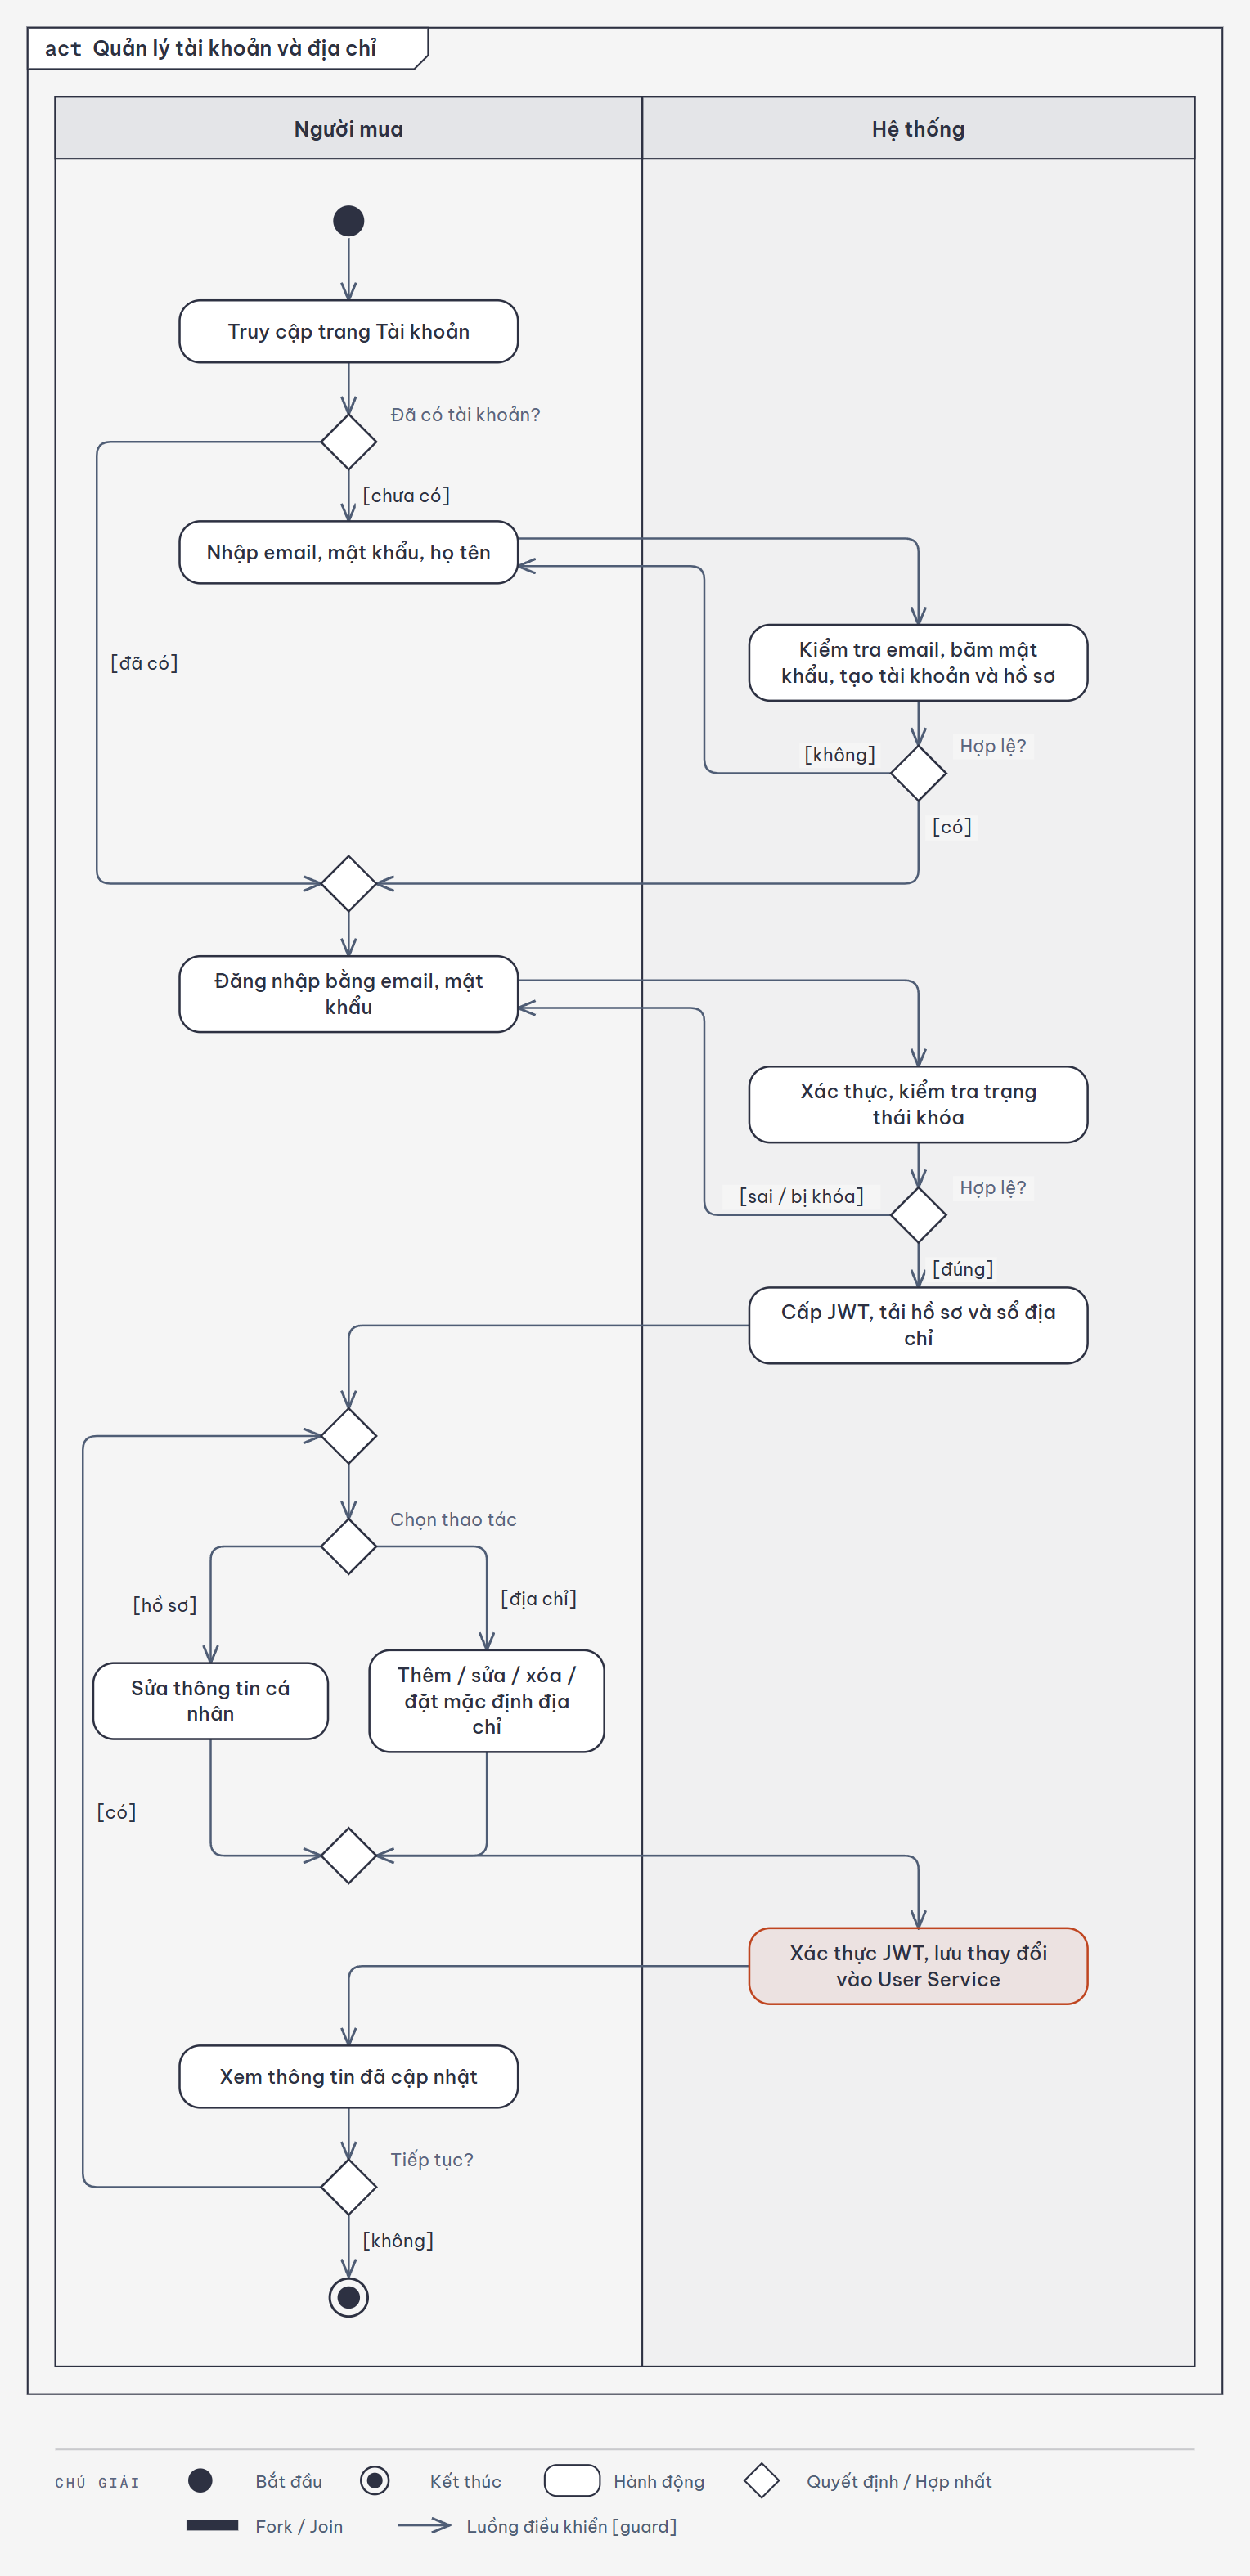 act Quản lý tài khoản và địa chỉ
Người mua
Hệ thống
Truy cập trang Tài khoản
Đã có tài khoản?
[chưa có]
Nhập email, mật khẩu, họ tên
Kiểm tra email, băm mật
khẩu, tạo tài khoản và hồ sơ
[đã có]
[không]
Hợp lệ?
[có]
Đăng nhập bằng email, mật
khẩu
Xác thực, kiểm tra trạng
thái khóa
[sai / bị khóa]
Hợp lệ?
[đúng]
Cấp JWT, tải hồ sơ và sổ địa
chỉ
Chọn thao tác
[hồ sơ]
[địa chỉ]
Sửa thông tin cá
nhân
Thêm / sửa / xóa /
đặt mặc định địa
chỉ
[có]
Xác thực JWT, lưu thay đổi
vào User Service
Xem thông tin đã cập nhật
Tiếp tục?
[không]
CHÚ GIẢI
Bắt đầu
Kết thúc
Hành động
Quyết định / Hợp nhất
Fork / Join
Luồng điều khiển [guard]